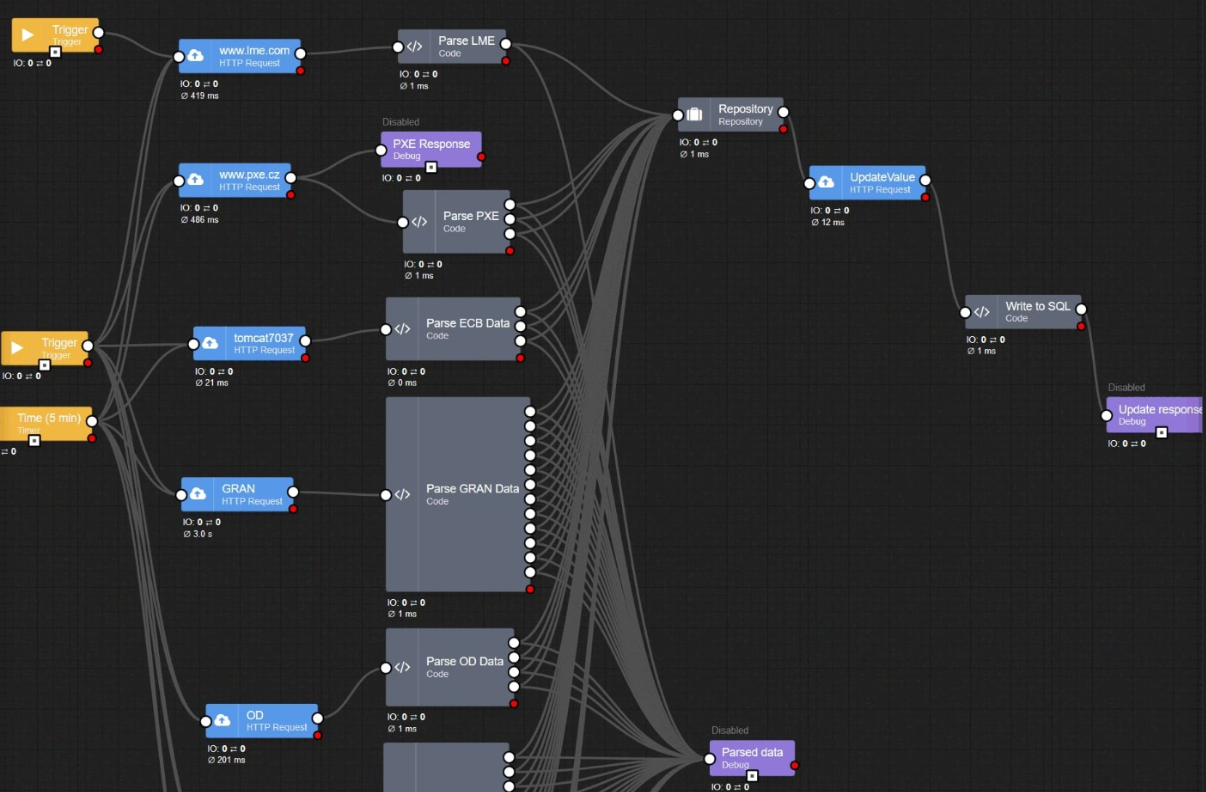 Trigger
Trigger
IO: 0 ⇄ 0
www.lme.com
HTTP Request
IO: 0 ⇄ 0
Ø 419 ms
Parse LME
Code
IO: 0 ⇄ 0
Ø 1 ms
Disabled
PXE Response
Debug
IO: 0 ⇄ 0
www.pxe.cz
HTTP Request
IO: 0 ⇄ 0
Ø 486 ms
Parse PXE
Code
IO: 0 ⇄ 0
Ø 1 ms
Repository
Repository
IO: 0 ⇄ 0
Ø 1 ms
UpdateValue
HTTP Request
IO: 0 ⇄ 0
Ø 12 ms
Write to SQL
Code
IO: 0 ⇄ 0
Ø 1 ms
Disabled
Update response
Debug
IO: 0 ⇄ 0
Trigger
Trigger
IO: 0 ⇄ 0
Time (5 min)
Timer
⇄ 0
tomcat7037
HTTP Request
IO: 0 ⇄ 0
Ø 21 ms
Parse ECB Data
Code
IO: 0 ⇄ 0
Ø 0 ms
GRAN
HTTP Request
IO: 0 ⇄ 0
Ø 3.0 s
Parse GRAN Data
Code
IO: 0 ⇄ 0
Ø 1 ms
Parse OD Data
Code
IO: 0 ⇄ 0
Ø 1 ms
OD
HTTP Request
IO: 0 ⇄ 0
Ø 201 ms
Disabled
Parsed data
Debug
IO: 0 ⇄ 0